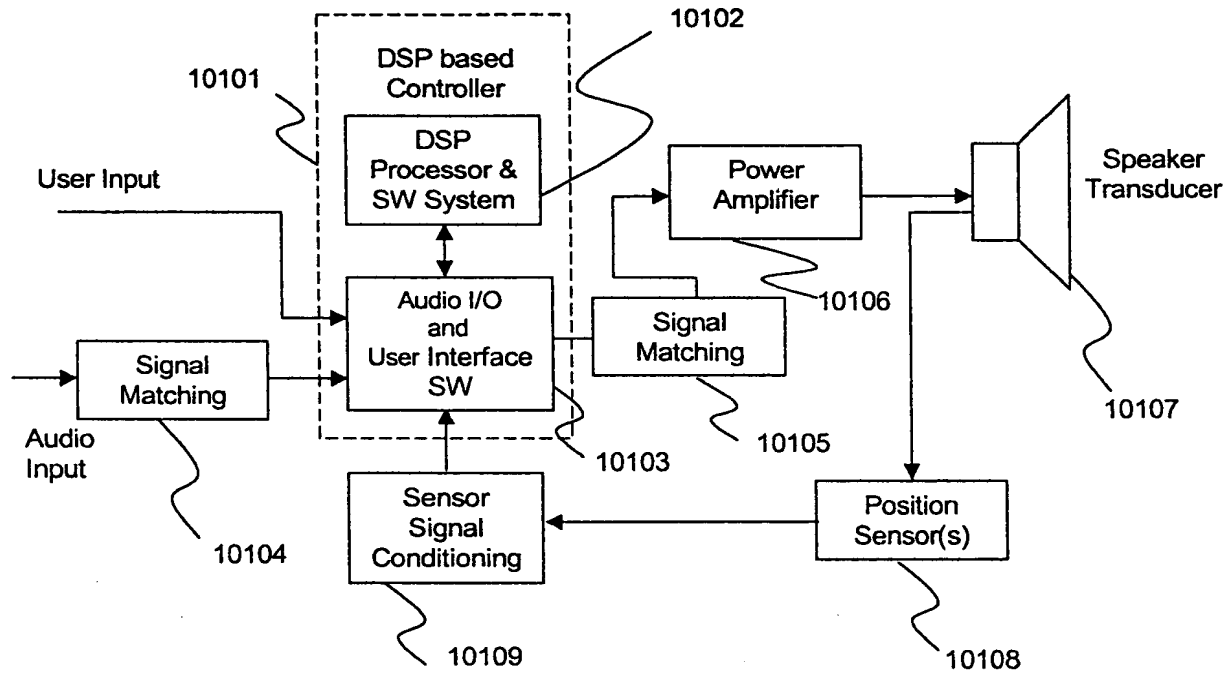 10102
DSP based
Controller
10101
DSP
Processor &
SW System
User Input
Power
Amplifier
Speaker
Transducer
10106
Audio I/O
and
User Interface
SW
Signal
Matching
Signal
Matching
10107
Audio
Input
10105
10103
10104
Sensor
Signal
Conditioning
Position
Sensor(s)
10109
10108